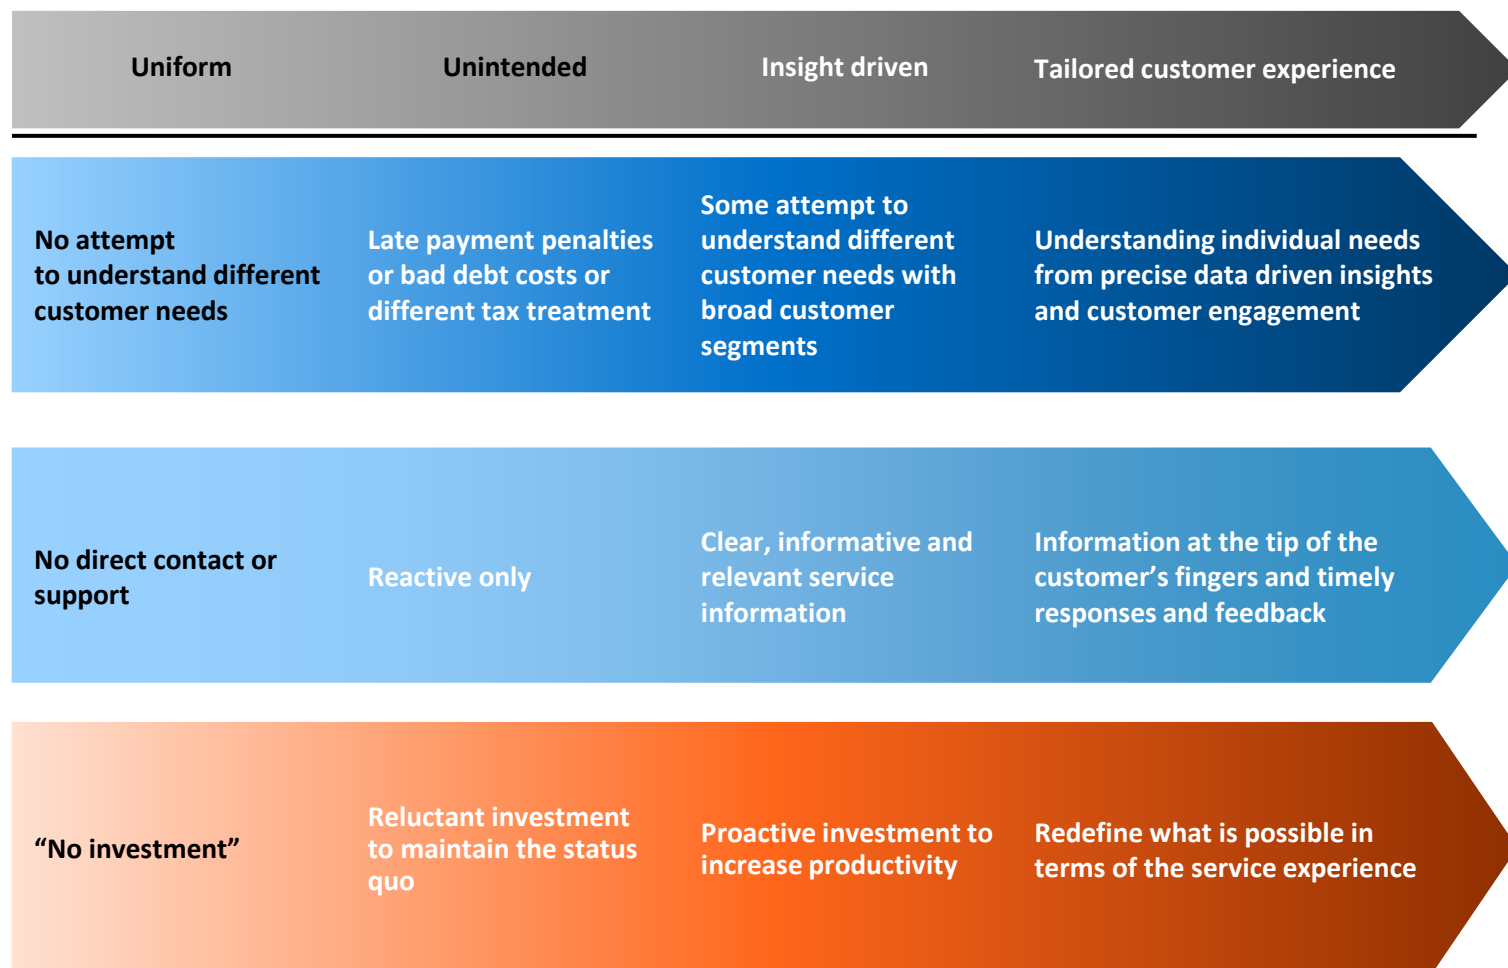 Uniform
Unintended
Insight driven
Tailored customer experience
No attempt
to understand different
customer needs
Late payment penalties
or bad debt costs or
different tax treatment
Some attempt to
understand different
customer needs with
broad customer
segments
Understanding individual needs
from precise data driven insights
and customer engagement
No direct contact or
support
Reactive only
Clear, informative and
relevant service
information
Information at the tip of the
customer’s fingers and timely
responses and feedback
“No investment”
Reluctant investment
to maintain the status
quo
Proactive investment to
increase productivity
Redefine what is possible in
terms of the service experience